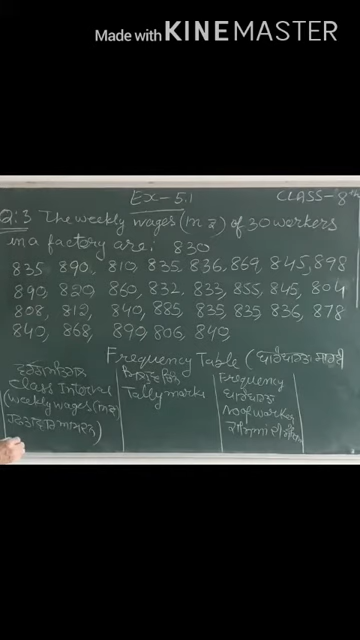 Made with KINEMASTER
Ex-5.1 CLASS-8th
Q:3 The weekly wages (in ₹) of 30 workers
in a factory are: 830
835 890, 810, 835, 836, 869, 845, 898
890, 820, 860, 832, 833, 855, 845, 804
808, 812, 840, 885, 835, 835, 836, 878
840, 868, 890, 806, 840,
Frequency Table (
Class Interval
(weekly wages (in ₹)
Tally marks
Frequency
No of workers